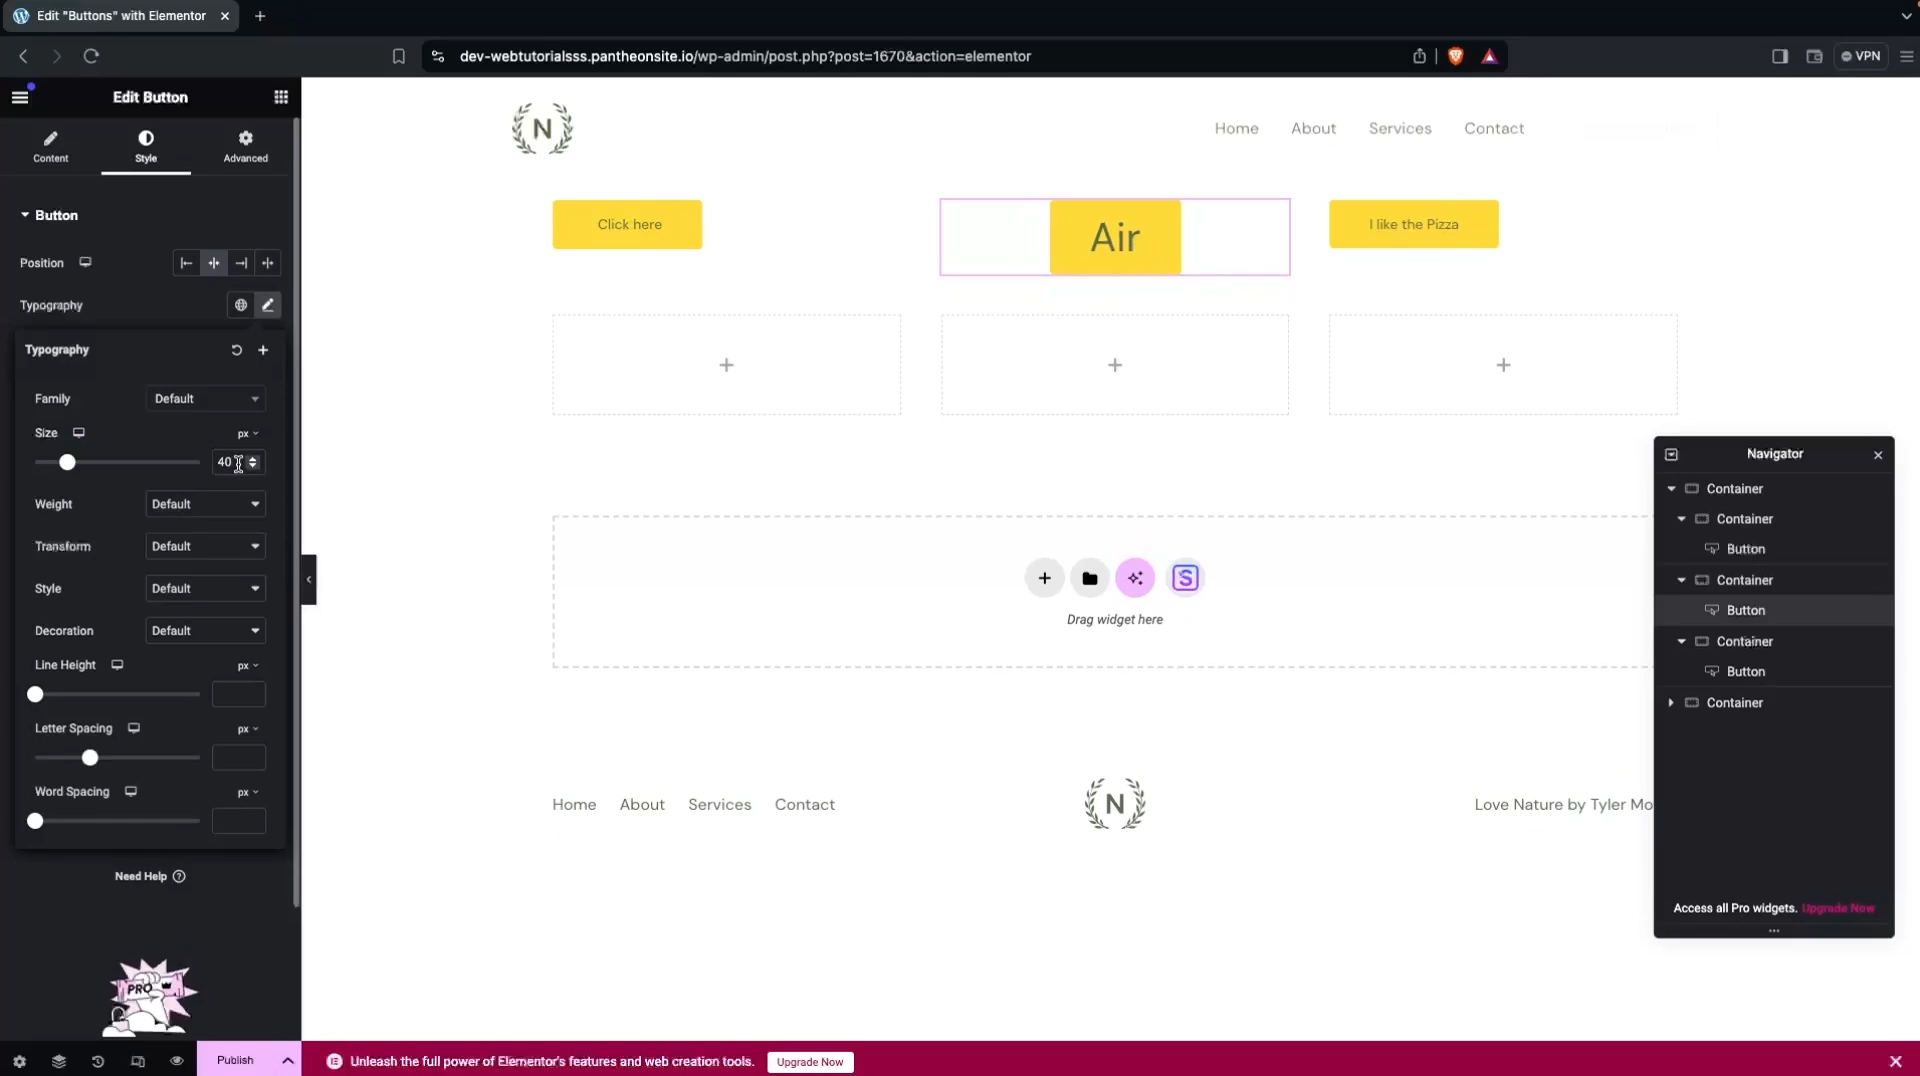 Edit "Buttons" with Elementor
dev-webtutorialsss.pantheonsite.io/wp-admin/post.php?post=1670&action=elementor
VPN
Edit Button
Content
Style
Advanced
Button
Position
Typography
Typography
Family
Default
Size
px
40
Weight
Default
Transform
Default
Style
Default
Decoration
Default
Line Height
px
Letter Spacing
px
Word Spacing
px
Need Help
PRO
Publish
N
Home
About
Services
Contact
Click here
Air
I like the Pizza
S
Drag widget here
Home
About
Services
Contact
N
Love Nature by Tyler Mo
Navigator
Container
Container
Button
Container
Button
Container
Button
Container
Access all Pro widgets. Upgrade Now
Unleash the full power of Elementor's features and web creation tools.
Upgrade Now